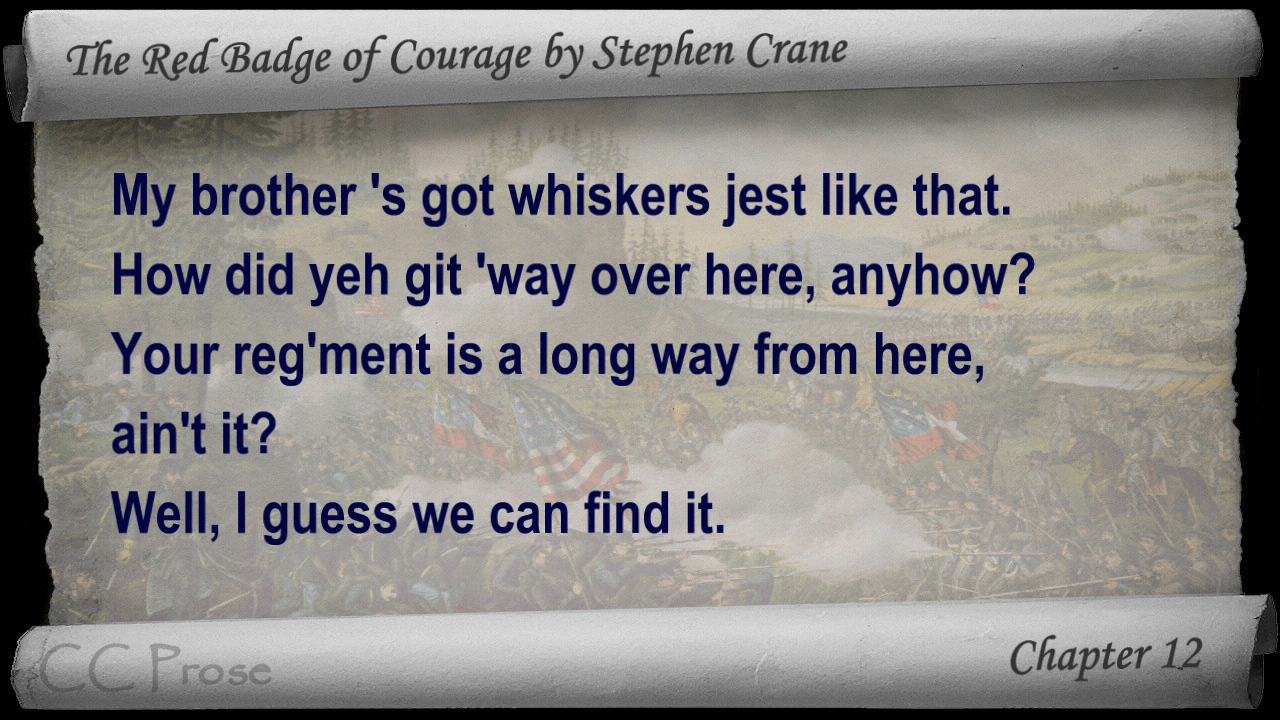 The Red Badge of Courage by Stephen Crane
My brother 's got whiskers jest like that.
How did yeh git 'way over here, anyhow?
Your reg'ment is a long way from here,
ain't it?
Well, I guess we can find it.
CC Prose
Chapter 12